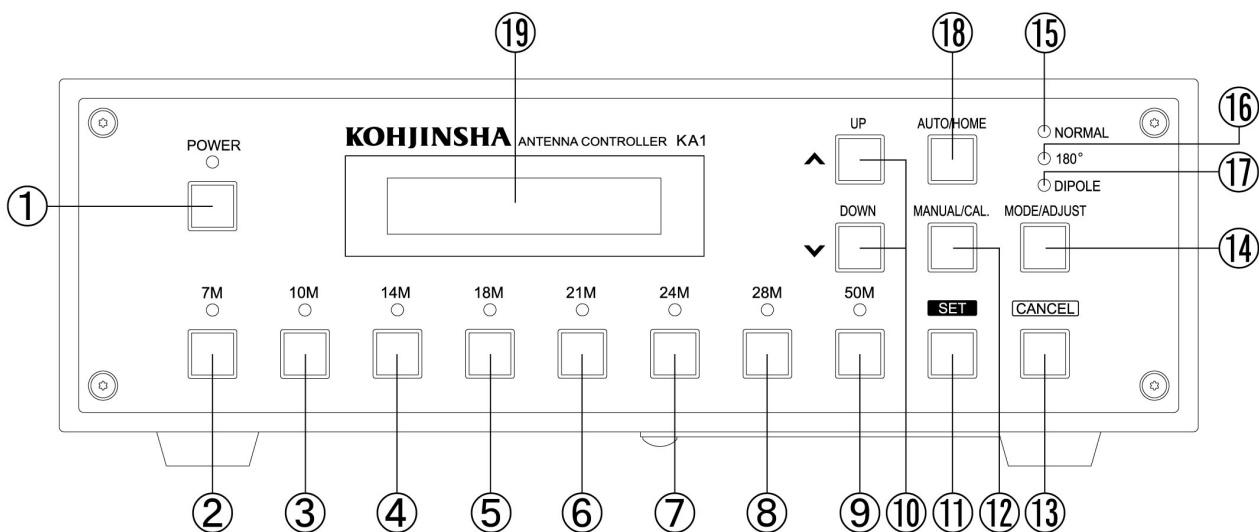 ⑲ ⑱ ⑮
⑯
UP AUTO/HOME NORMAL
KOHJINSHA ANTENNA CONTROLLER KA1
POWER
180°
⑰
DIPOLE
①
DOWN MANUAL/CAL. MODE/ADJUST
⑭
7M 10M 14M 18M 21M 24M 28M 50M SET CANCEL
② ③ ④ ⑤ ⑥ ⑦ ⑧ ⑨ ⑩ ⑪ ⑫ ⑬